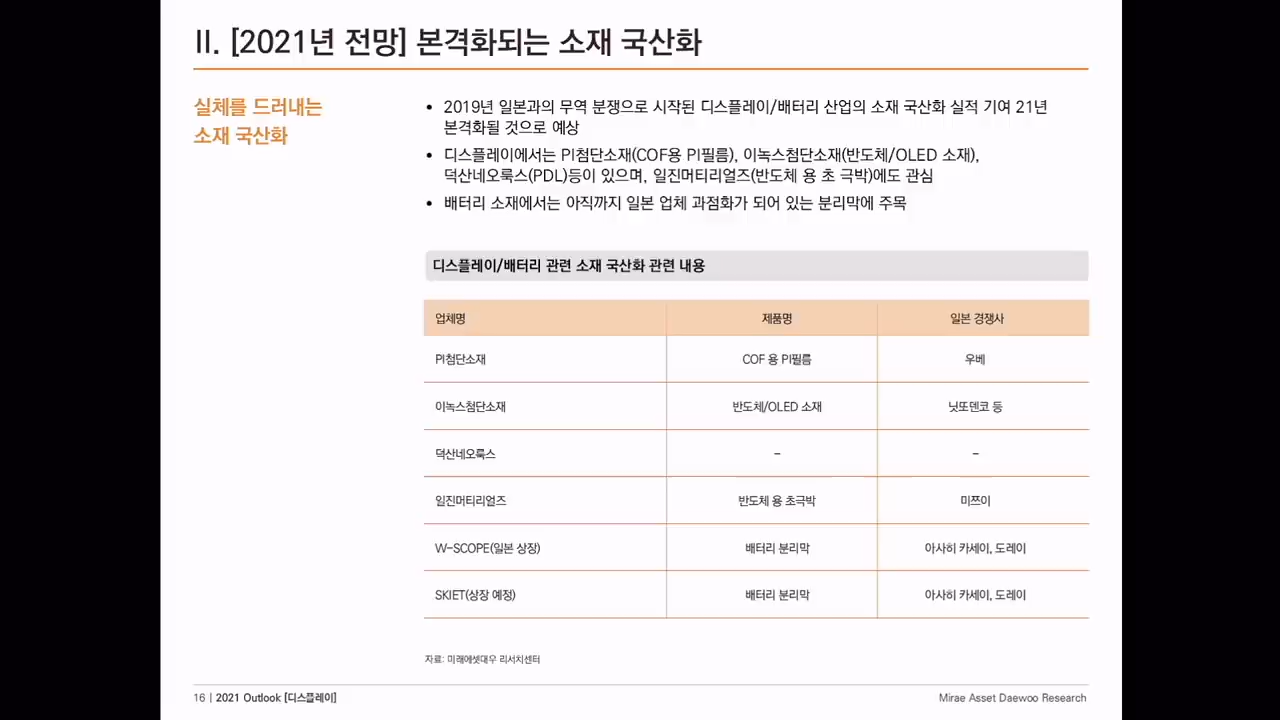 II. [2021년 전망] 본격화되는 소재 국산화
실체를 드러내는
소재 국산화
• 2019년 일본과의 무역 분쟁으로 시작된 디스플레이/배터리 산업의 소재 국산화 실적 기여 21년
본격화될 것으로 예상
• 디스플레이에서는 PI첨단소재(COF용 PI필름), 이녹스첨단소재(반도체/OLED 소재),
덕산네오룩스(PDL)등이 있으며, 일진머티리얼즈(반도체 용 초 극박)에도 관심
• 배터리 소재에서는 아직까지 일본 업체 과점화가 되어 있는 분리막에 주목
디스플레이/배터리 관련 소재 국산화 관련 내용
업체명 제품명 일본 경쟁사
PI첨단소재 COF 용 PI필름 우베
이녹스첨단소재 반도체/OLED 소재 닛또덴코 등
덕산네오룩스 – –
일진머티리얼즈 반도체 용 초극박 미쯔이
W-SCOPE(일본 상장) 배터리 분리막 아사히 카세이, 도레이
SKIET(상장 예정) 배터리 분리막 아사히 카세이, 도레이
자료: 미래에셋대우 리서치센터
16 | 2021 Outlook [디스플레이] Mirae Asset Daewoo Research